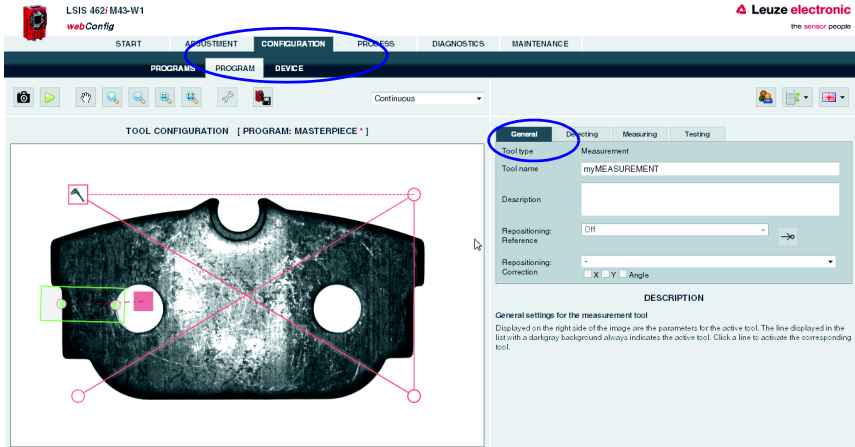 LSIS 462i M43-W1
webConfig
Leuze electronic
the sensor people
START ADJUSTMENT CONFIGURATION PROCESS DIAGNOSTICS MAINTENANCE
PROGRAMS PROGRAM DEVICE
Continuous
TOOL CONFIGURATION [ PROGRAM: MASTERPIECE * ]
General Detecting Measuring Testing
Tool type Measurement
Tool name myMEASUREMENT
Description
Repositioning: Off
Reference
Repositioning: -
Correction X Y Angle
DESCRIPTION
General settings for the measurement tool
Displayed on the right side of the image are the parameters for the active tool. The line displayed in the
list with a darkgray background always indicates the active tool. Click a line to activate the corresponding
tool.